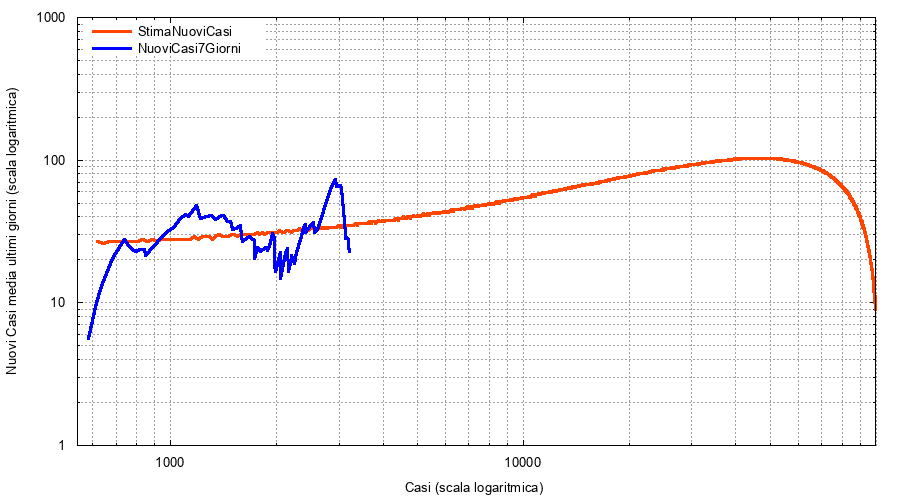 1000
StimaNuoviCasi
NuoviCasi7Giorni
100
10
1
1000
10000
Nuovi Casi media ultimi giorni (scala logaritmica)
Casi (scala logaritmica)